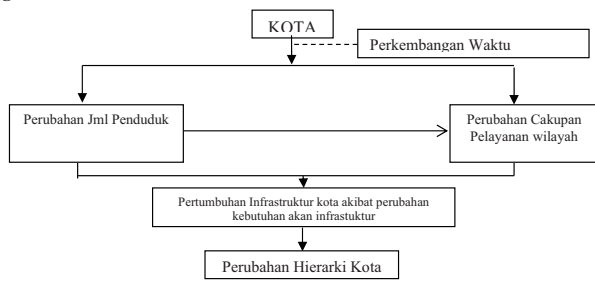 KOTA
Perkembangan Waktu
Perubahan Jml Penduduk
Perubahan Cakupan
Pelayanan wilayah
Pertumbuhan Infrastruktur kota akibat perubahan
kebutuhan akan infrastuktur
Perubahan Hierarki Kota